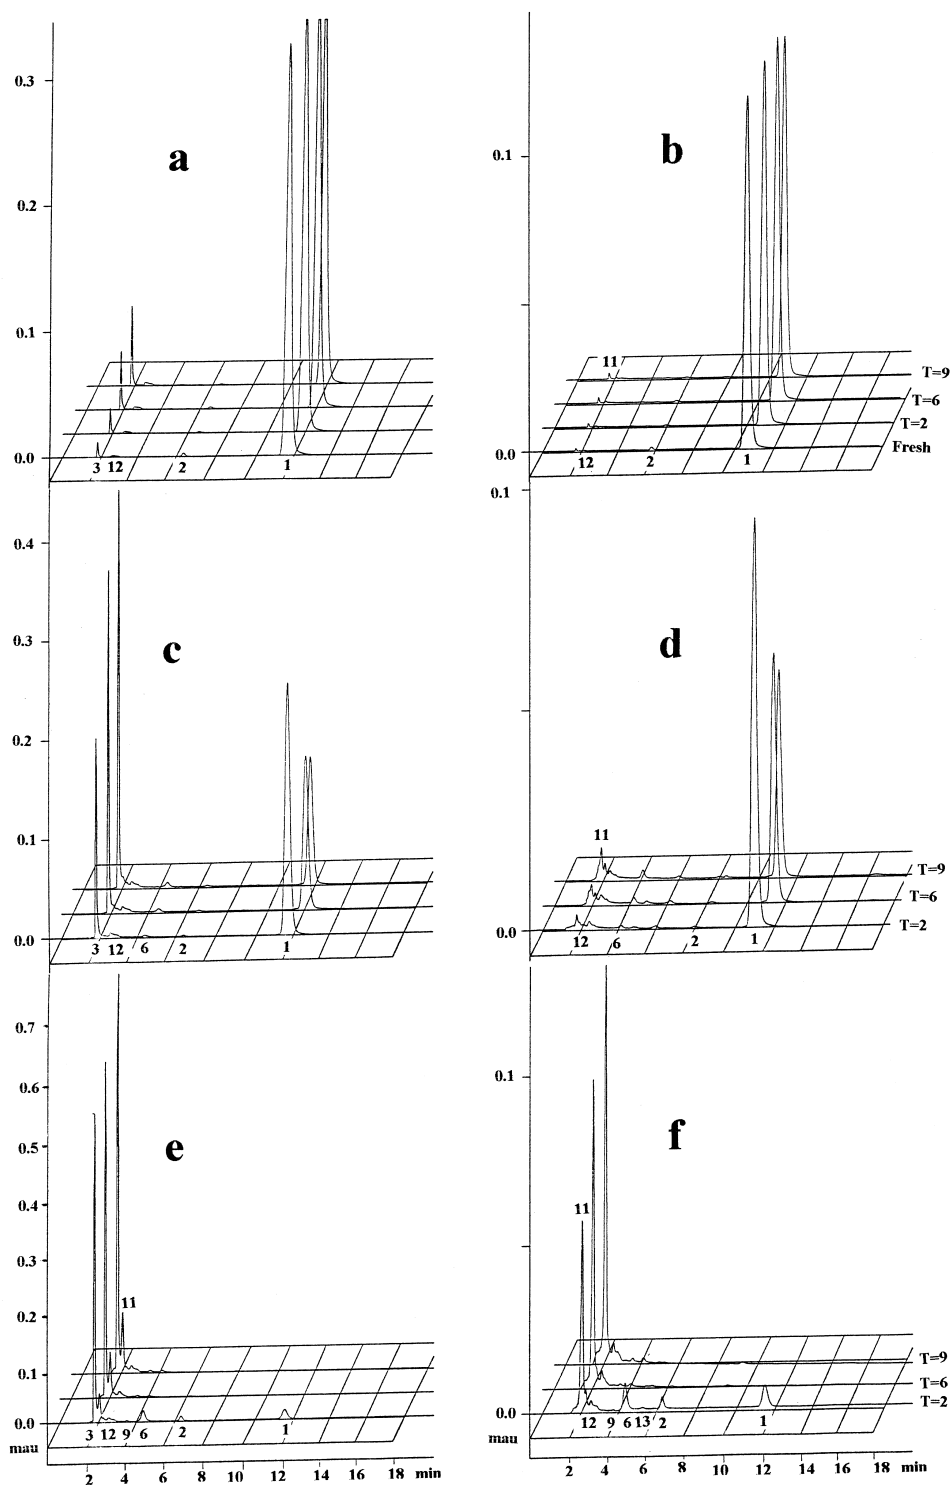 0.3
a
0.2
0.1
0.0
3 12 2 1
0.1
b
11
T=9
T=6
T=2
Fresh
0.0
12 2 1
0.4
0.3
c
0.2
0.1
0.0
3 12 6 2 1
0.1
d
11
T=9
T=6
T=2
0.0
12 6 2 1
0.7
0.6
e
0.5
0.4
0.3
0.2
11
0.1
0.0
3 12 9 6 2 1
mau
2 4 6 8 10 12 14 16 18 min
0.1
f
11
T=9
T=6
T=2
0.0
12 9 6 13 2 1
mau
2 4 6 8 10 12 14 16 18 min